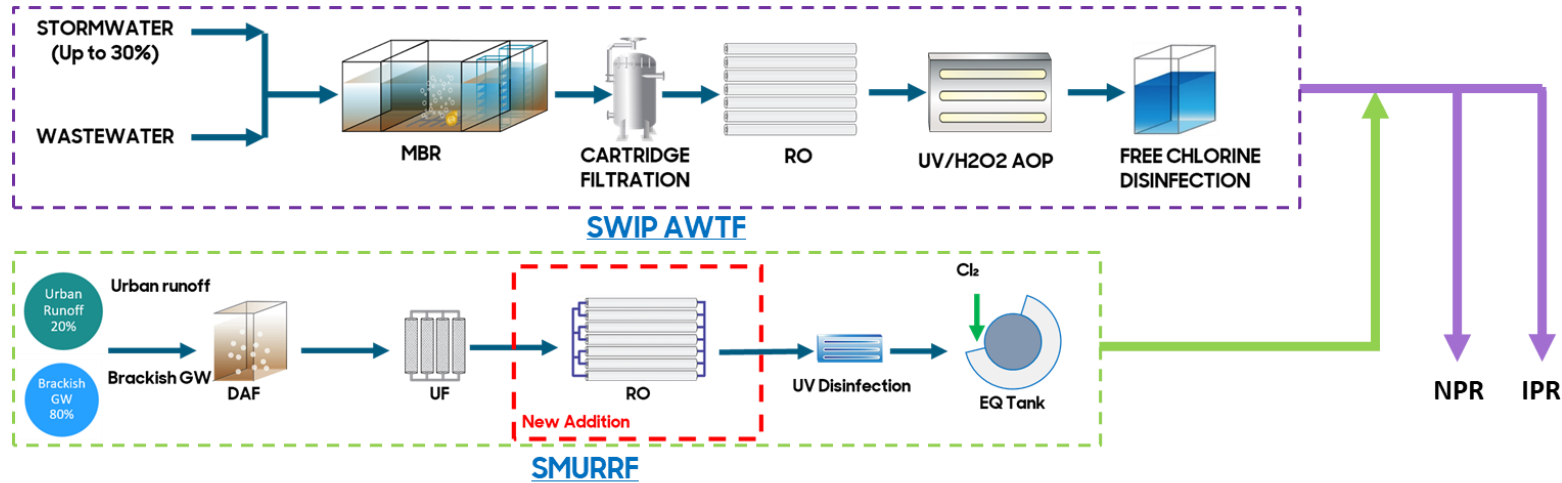 STORMWATER
(Up to 30%)
WASTEWATER
MBR
CARTRIDGE
FILTRATION
RO
UV/H2O2 AOP
FREE CHLORINE
DISINFECTION
SWIP AWTF
Urban
Runoff
20%
Urban runoff
Brackish
GW
80%
Brackish GW
DAF
UF
RO
New Addition
UV Disinfection
Cl₂
EQ Tank
SMURRF
NPR
IPR